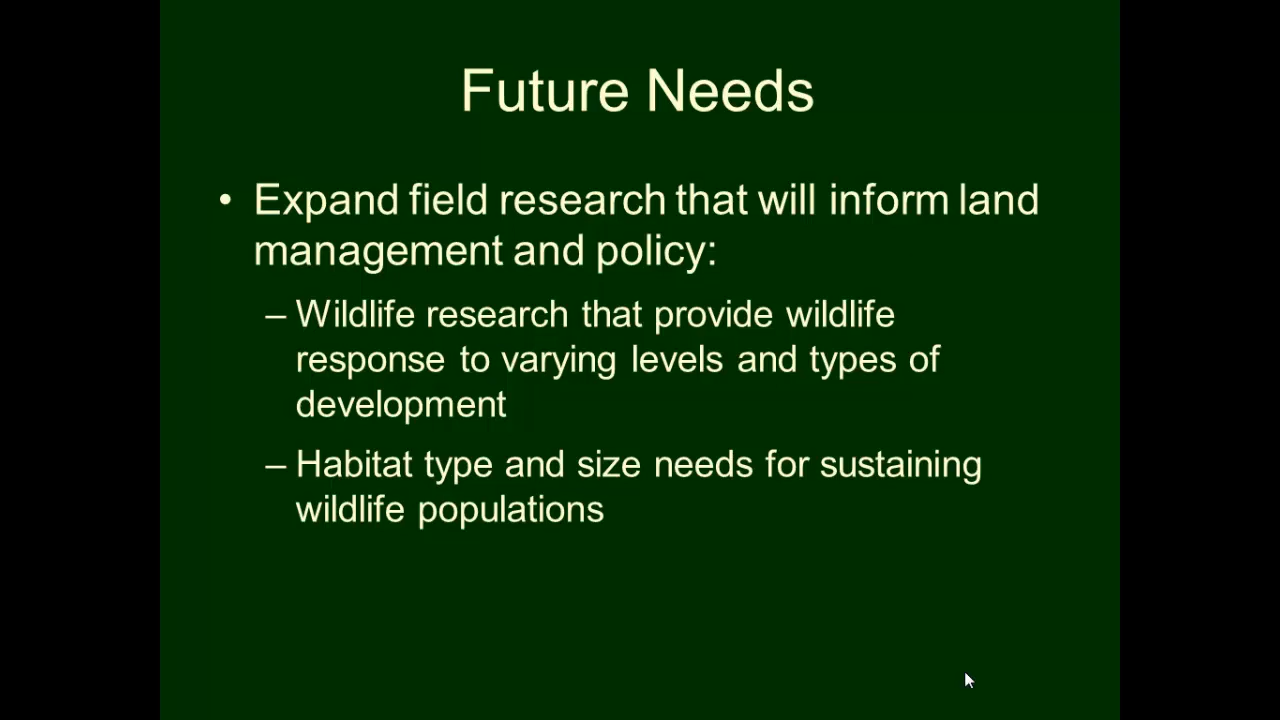 Future Needs
• Expand field research that will inform land
management and policy:
– Wildlife research that provide wildlife
response to varying levels and types of
development
– Habitat type and size needs for sustaining
wildlife populations